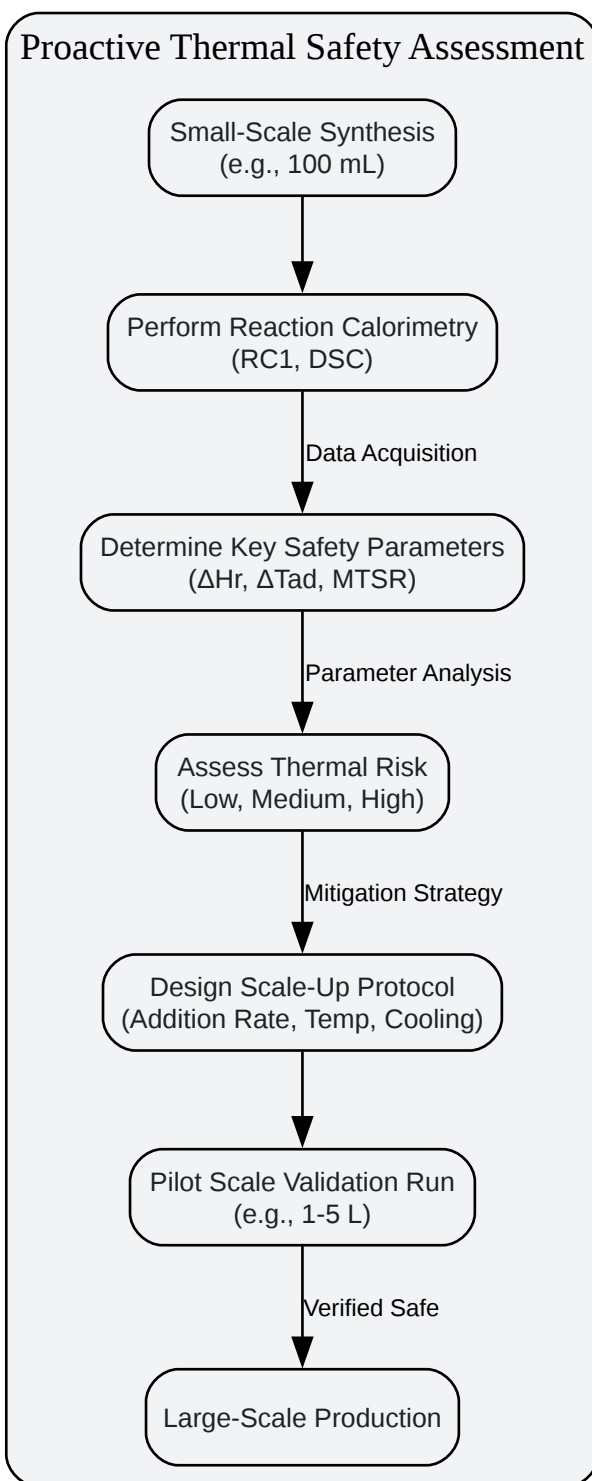 Proactive Thermal Safety Assessment
Small-Scale Synthesis
(e.g., 100 mL)
Perform Reaction Calorimetry
(RC1, DSC)
Data Acquisition
Determine Key Safety Parameters
(ΔHr, ΔTad, MTSR)
Parameter Analysis
Assess Thermal Risk
(Low, Medium, High)
Mitigation Strategy
Design Scale-Up Protocol
(Addition Rate, Temp, Cooling)
Pilot Scale Validation Run
(e.g., 1-5 L)
Verified Safe
Large-Scale Production